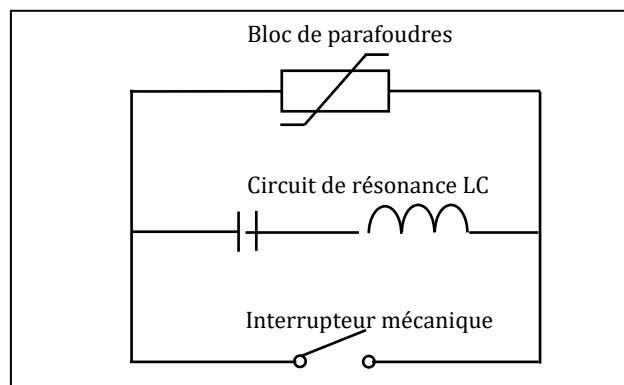 Bloc de parafoudres
Circuit de résonance LC
Interrupteur mécanique